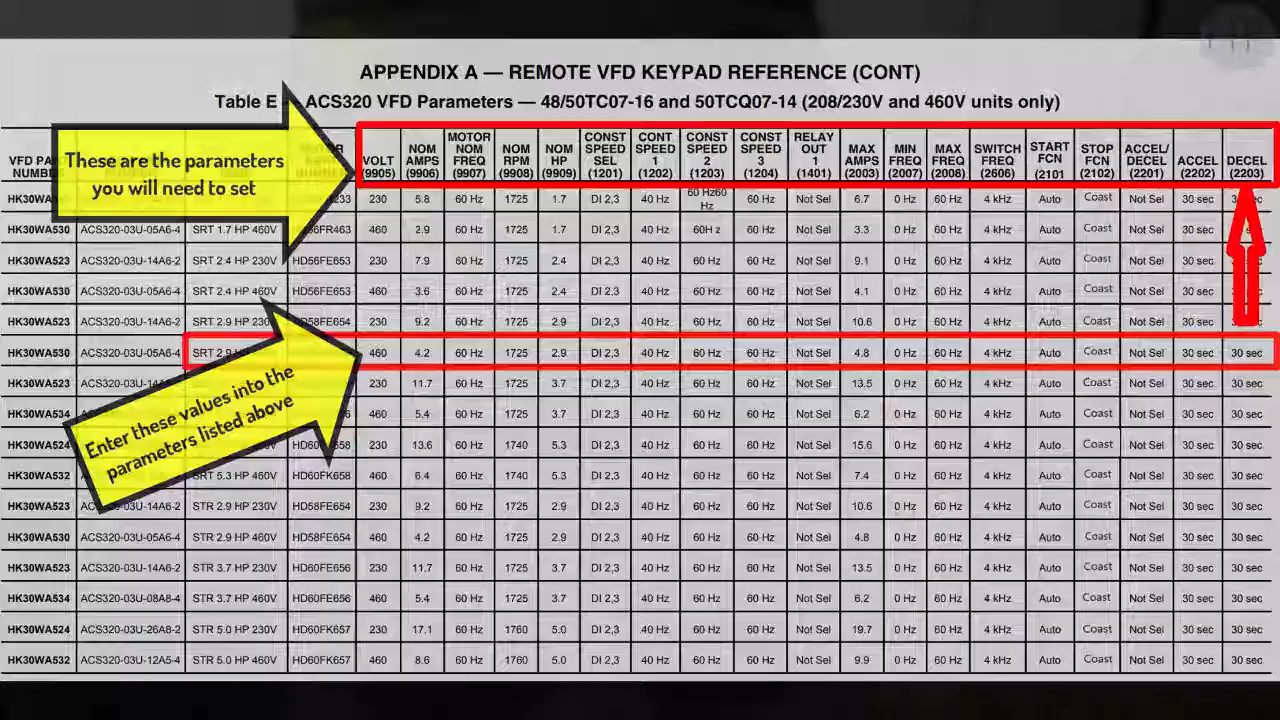 APPENDIX A — REMOTE VFD KEYPAD REFERENCE (CONT)
Table E — ACS320 VFD Parameters — 48/50TC07-16 and 50TCQ07-14 (208/230V and 460V units only)
These are the parameters
you will need to set
VFD PA
NUMBE
VOLT (9905) NOM AMPS (9906) MOTOR NOM FREQ (9907) NOM RPM (9908) NOM HP (9909) CONST SPEED SEL (1201) CONT SPEED 1 (1202) CONST SPEED 2 (1203) CONST SPEED 3 (1204) RELAY OUT 1 (1401) MAX AMPS (2003) MIN FREQ (2007) MAX FREQ (2008) SWITCH FREQ (2606) START FCN (2101 STOP FCN (2102) ACCEL/ DECEL (2201) ACCEL (2202) DECEL (2203)
HK30WA 233 230 5.8 60 Hz 1725 1.7 DI 2,3 40 Hz 60 Hz60 Hz 60 Hz Not Sel 6.7 0 Hz 60 Hz 4 kHz Auto Coast Not Sel 30 sec
HK30WA530 ACS320-03U-05A6-4 SRT 1.7 HP 460V 6FR463 460 2.9 60 Hz 1725 1.7 DI 2,3 40 Hz 60H z 60 Hz Not Sel 3.3 0 Hz 60 Hz 4 kHz Auto Coast Not Sel 30 sec
HK30WA523 ACS320-03U-14A6-2 SRT 2.4 HP 230V HD56FE653 230 7.9 60 Hz 1725 2.4 DI 2,3 40 Hz 60 Hz 60 Hz Not Sel 9.1 0 Hz 60 Hz 4 kHz Auto Coast Not Sel 30 sec
HK30WA530 ACS320-03U-05A6-4 SRT 2.4 HP 460V HD56FE653 460 3.6 60 Hz 1725 2.4 DI 2,3 40 Hz 60 Hz 60 Hz Not Sel 4.1 0 Hz 60 Hz 4 kHz Auto Coast Not Sel 30 sec
HK30WA523 ACS320-03U-14A6-2 SRT 2.9 HP 230 D58FE654 230 9.2 60 Hz 1725 2.9 DI 2,3 40 Hz 60 Hz 60 Hz Not Sel 10.6 0 Hz 60 Hz 4 kHz Auto Coast Not Sel 30 sec
HK30WA530 ACS320-03U-05A6-4 SRT 2.9 460 4.2 60 Hz 1725 2.9 DI 2,3 40 Hz 60 Hz 60 Hz Not Sel 4.8 0 Hz 60 Hz 4 kHz Auto Coast Not Sel 30 sec 30 sec
HK30WA523 ACS320-03U-14 230 11.7 60 Hz 1725 3.7 DI 2,3 40 Hz 60 Hz 60 Hz Not Sel 13.5 0 Hz 60 Hz 4 kHz Auto Coast Not Sel 30 sec 30 sec
Enter these values into the
parameters listed above
HK30WA534 460 5.4 60 Hz 1725 3.7 DI 2,3 40 Hz 60 Hz 60 Hz Not Sel 6.2 0 Hz 60 Hz 4 kHz Auto Coast Not Sel 30 sec 30 sec
HK30WA524 658 230 13.6 60 Hz 1740 5.3 DI 2,3 40 Hz 60 Hz 60 Hz Not Sel 15.6 0 Hz 60 Hz 4 kHz Auto Coast Not Sel 30 sec 30 sec
HK30WA532 SRT 5.3 HP 460V HD60FK658 460 6.4 60 Hz 1740 5.3 DI 2,3 40 Hz 60 Hz 60 Hz Not Sel 7.4 0 Hz 60 Hz 4 kHz Auto Coast Not Sel 30 sec 30 sec
HK30WA523 -03U-14A6-2 STR 2.9 HP 230V HD58FE654 230 9.2 60 Hz 1725 2.9 DI 2,3 40 Hz 60 Hz 60 Hz Not Sel 10.6 0 Hz 60 Hz 4 kHz Auto Coast Not Sel 30 sec 30 sec
HK30WA530 ACS320-03U-05A6-4 STR 2.9 HP 460V HD58FE654 460 4.2 60 Hz 1725 2.9 DI 2,3 40 Hz 60 Hz 60 Hz Not Sel 4.8 0 Hz 60 Hz 4 kHz Auto Coast Not Sel 30 sec 30 sec
HK30WA523 ACS320-03U-14A6-2 STR 3.7 HP 230V HD60FE656 230 11.7 60 Hz 1725 3.7 DI 2,3 40 Hz 60 Hz 60 Hz Not Sel 13.5 0 Hz 60 Hz 4 kHz Auto Coast Not Sel 30 sec 30 sec
HK30WA534 ACS320-03U-08A8-4 STR 3.7 HP 460V HD60FE656 460 5.4 60 Hz 1725 3.7 DI 2,3 40 Hz 60 Hz 60 Hz Not Sel 6.2 0 Hz 60 Hz 4 kHz Auto Coast Not Sel 30 sec 30 sec
HK30WA524 ACS320-03U-26A8-2 STR 5.0 HP 230V HD60FK657 230 17.1 60 Hz 1760 5.0 DI 2,3 40 Hz 60 Hz 60 Hz Not Sel 19.7 0 Hz 60 Hz 4 kHz Auto Coast Not Sel 30 sec 30 sec
HK30WA532 ACS320-03U-12A5-4 STR 5.0 HP 460V HD60FK657 460 8.6 60 Hz 1760 5.0 DI 2,3 40 Hz 60 Hz 60 Hz Not Sel 9.9 0 Hz 60 Hz 4 kHz Auto Coast Not Sel 30 sec 30 sec